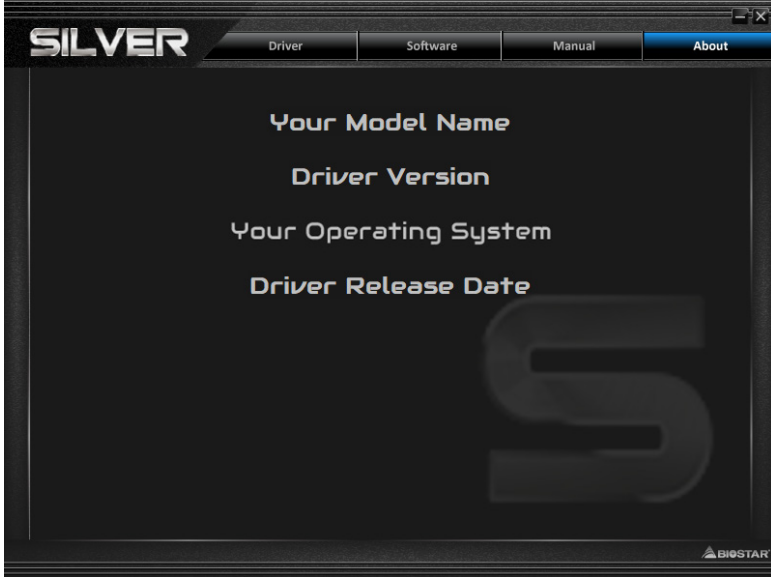 SILVER
Driver Software Manual About
Your Model Name
Driver Version
Your Operating System
Driver Release Date
BIOSTAR